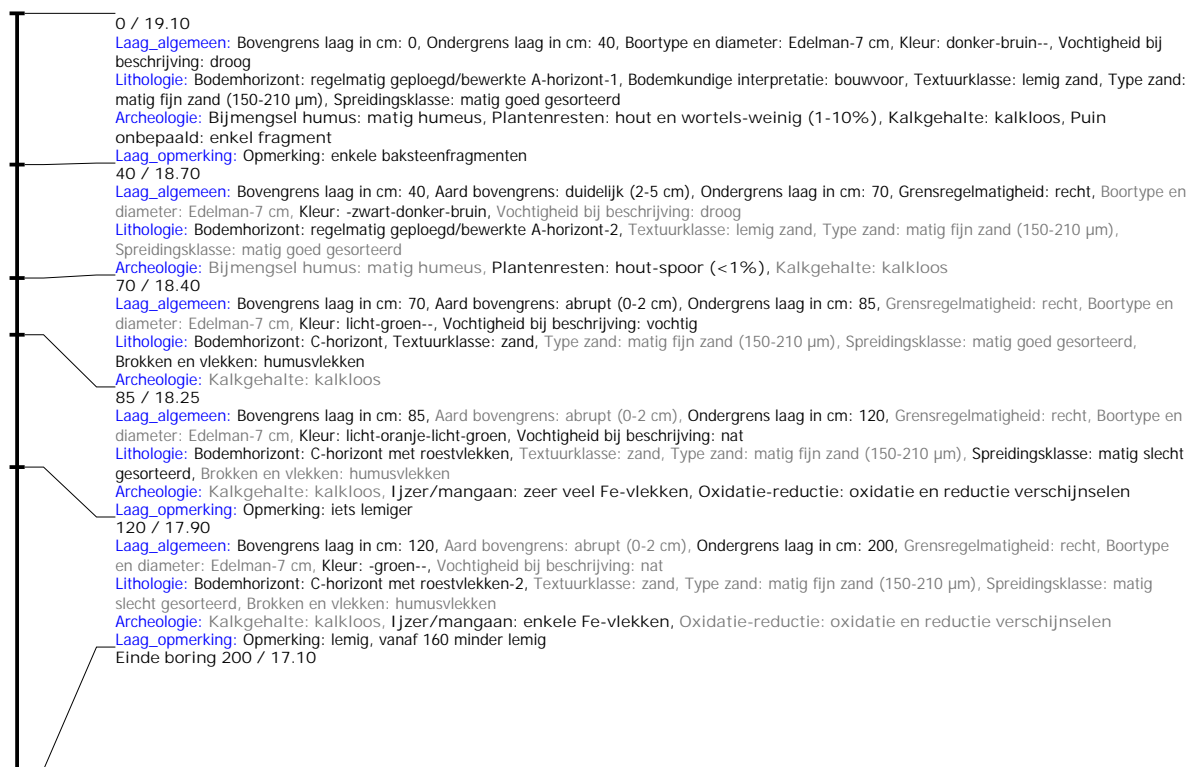 0 / 19.10
Laag_algemeen: Bovengrens laag in cm: 0, Ondergrens laag in cm: 40, Boortype en diameter: Edelman-7 cm, Kleur: donker-bruin--, Vochtigheid bij
beschrijving: droog
Lithologie: Bodemhorizont: regelmatig geploegd/bewerkte A-horizont-1, Bodemkundige interpretatie: bouwvoor, Textuurklasse: lemig zand, Type zand:
matig fijn zand (150-210 µm), Spreidingsklasse: matig goed gesorteerd
Archeologie: Bijmengsel humus: matig humeus, Plantenresten: hout en wortels-weinig (1-10%), Kalkgehalte: kalkloos, Puin
onbepaald: enkel fragment
Laag_opmerking: Opmerking: enkele baksteenfragmenten
40 / 18.70
Laag_algemeen: Bovengrens laag in cm: 40, Aard bovengrens: duidelijk (2-5 cm), Ondergrens laag in cm: 70, Grensregelmatigheid: recht, Boortype en
diameter: Edelman-7 cm, Kleur: -zwart-donker-bruin, Vochtigheid bij beschrijving: droog
Lithologie: Bodemhorizont: regelmatig geploegd/bewerkte A-horizont-2, Textuurklasse: lemig zand, Type zand: matig fijn zand (150-210 µm),
Spreidingsklasse: matig goed gesorteerd
Archeologie: Bijmengsel humus: matig humeus, Plantenresten: hout-spoor (<1%), Kalkgehalte: kalkloos
70 / 18.40
Laag_algemeen: Bovengrens laag in cm: 70, Aard bovengrens: abrupt (0-2 cm), Ondergrens laag in cm: 85, Grensregelmatigheid: recht, Boortype en
diameter: Edelman-7 cm, Kleur: licht-groen--, Vochtigheid bij beschrijving: vochtig
Lithologie: Bodemhorizont: C-horizont, Textuurklasse: zand, Type zand: matig fijn zand (150-210 µm), Spreidingsklasse: matig goed gesorteerd,
Brokken en vlekken: humusvlekken
Archeologie: Kalkgehalte: kalkloos
85 / 18.25
Laag_algemeen: Bovengrens laag in cm: 85, Aard bovengrens: abrupt (0-2 cm), Ondergrens laag in cm: 120, Grensregelmatigheid: recht, Boortype en
diameter: Edelman-7 cm, Kleur: licht-oranje-licht-groen, Vochtigheid bij beschrijving: nat
Lithologie: Bodemhorizont: C-horizont met roestvlekken, Textuurklasse: zand, Type zand: matig fijn zand (150-210 µm), Spreidingsklasse: matig slecht
gesorteerd, Brokken en vlekken: humusvlekken
Archeologie: Kalkgehalte: kalkloos, Ijzer/mangaan: zeer veel Fe-vlekken, Oxidatie-reductie: oxidatie en reductie verschijnselen
Laag_opmerking: Opmerking: iets lemiger
120 / 17.90
Laag_algemeen: Bovengrens laag in cm: 120, Aard bovengrens: abrupt (0-2 cm), Ondergrens laag in cm: 200, Grensregelmatigheid: recht, Boortype
en diameter: Edelman-7 cm, Kleur: -groen--, Vochtigheid bij beschrijving: nat
Lithologie: Bodemhorizont: C-horizont met roestvlekken-2, Textuurklasse: zand, Type zand: matig fijn zand (150-210 µm), Spreidingsklasse: matig
slecht gesorteerd, Brokken en vlekken: humusvlekken
Archeologie: Kalkgehalte: kalkloos, Ijzer/mangaan: enkele Fe-vlekken, Oxidatie-reductie: oxidatie en reductie verschijnselen
Laag_opmerking: Opmerking: lemig, vanaf 160 minder lemig
Einde boring 200 / 17.10